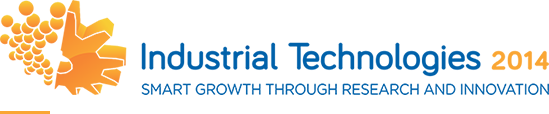 Industrial Technologies 2014
SMART GROWTH THROUGH RESEARCH AND INNOVATION